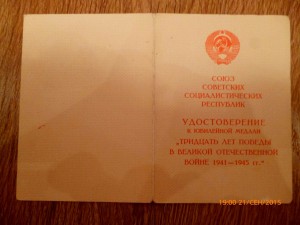 СОЮЗ
СОВЕТСКИХ
СОЦИАЛИСТИЧЕСКИХ
РЕСПУБЛИК
УДОСТОВЕРЕНИЕ
К ЮБИЛЕЙНОЙ МЕДАЛИ
„ТРИДЦАТЬ ЛЕТ ПОБЕДЫ
В ВЕЛИКОЙ ОТЕЧЕСТВЕННОЙ
ВОЙНЕ 1941—1945 гг.“
19:00 21/СЕН/2015